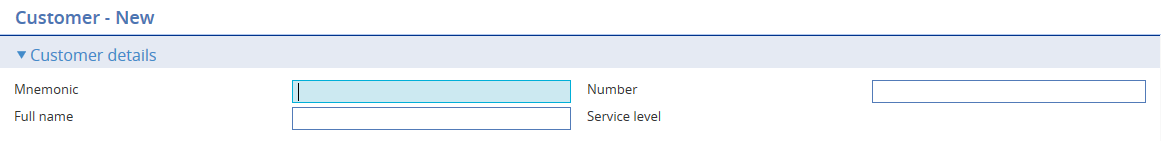 Customer - New
Customer details
Mnemonic
Number
Full name
Service level